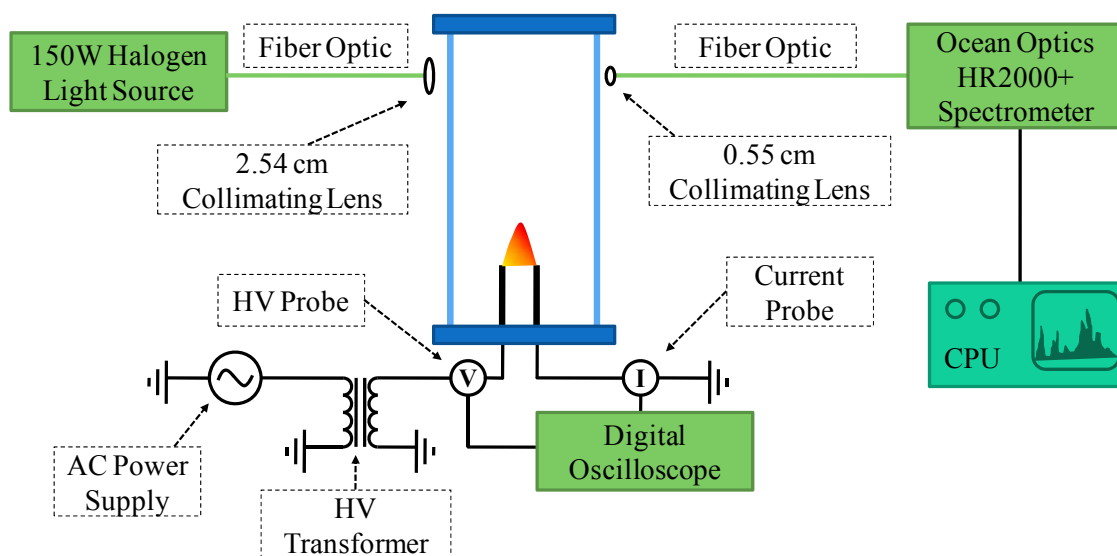 150W Halogen
Light Source
Fiber Optic
Fiber Optic
Ocean Optics
HR2000+
Spectrometer
2.54 cm
Collimating Lens
0.55 cm
Collimating Lens
HV Probe
Current
Probe
CPU
V
I
AC Power
Supply
HV
Transformer
Digital
Oscilloscope